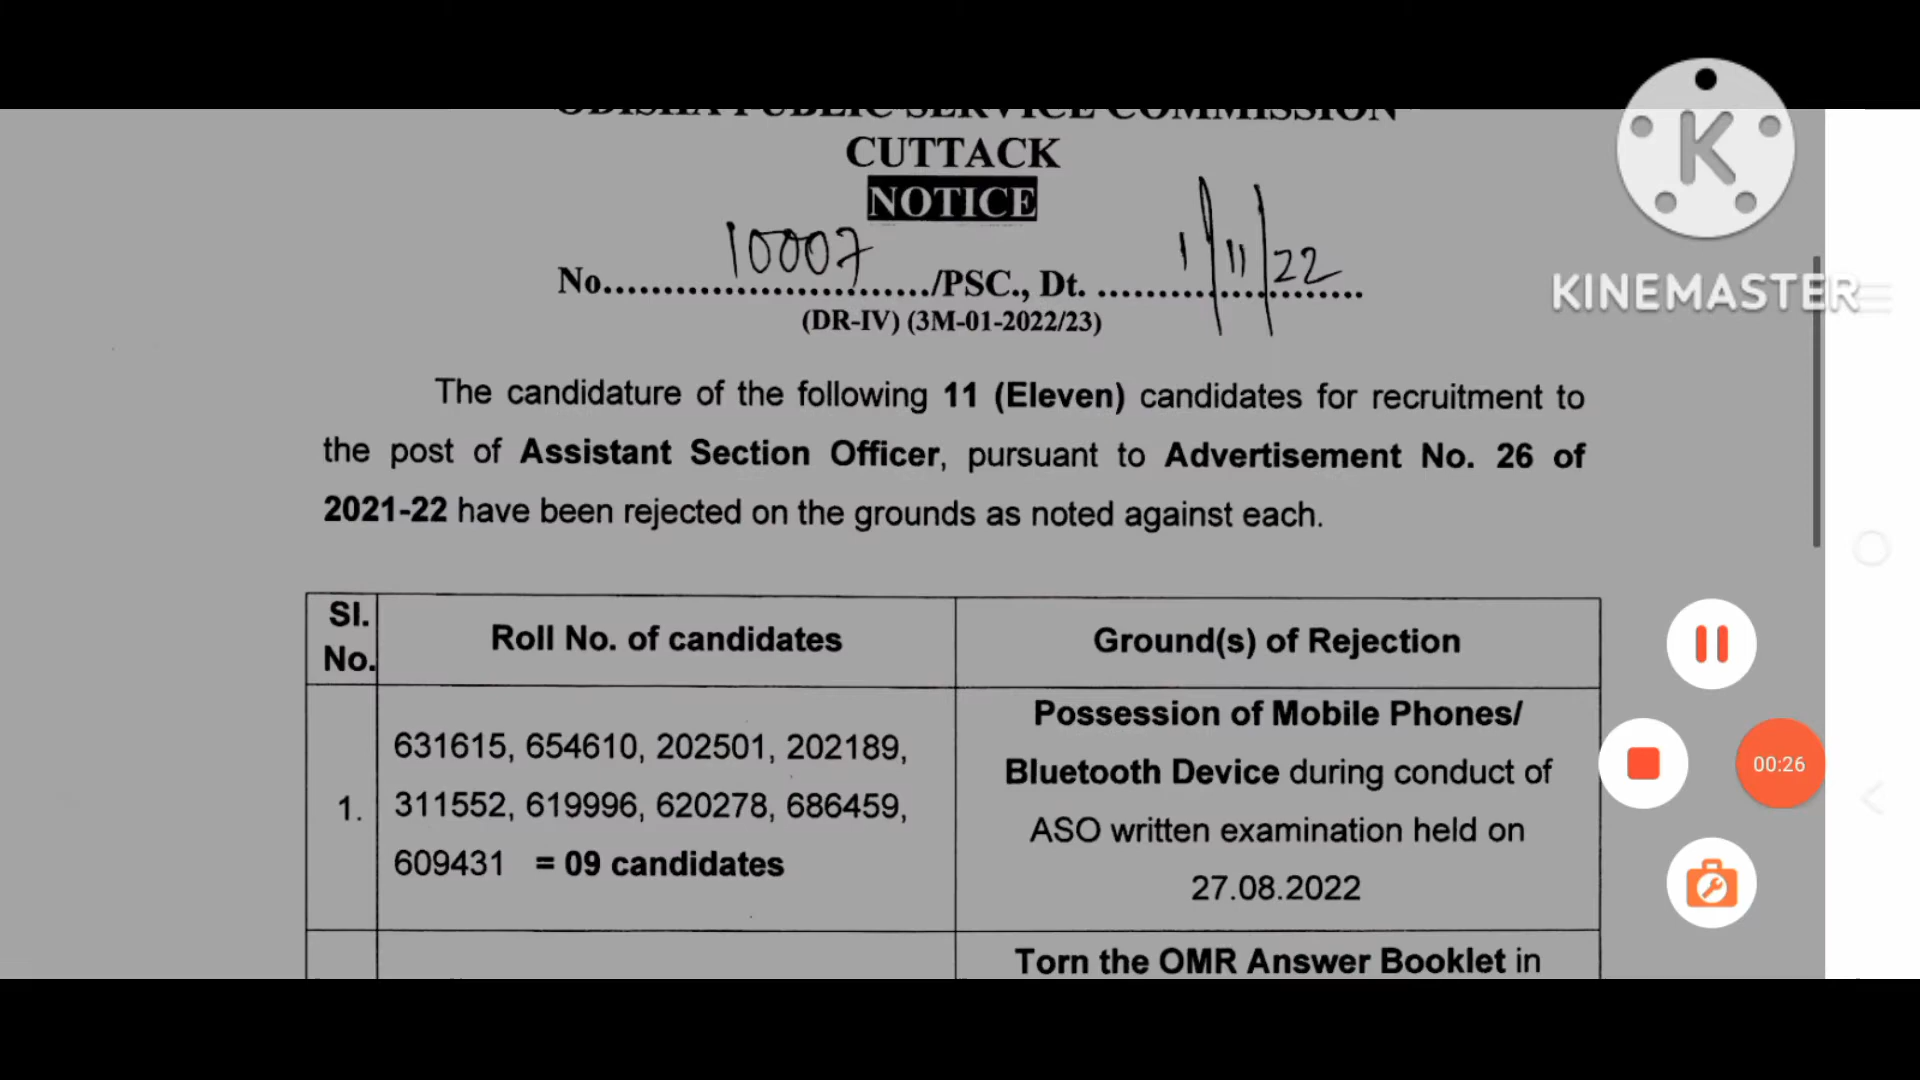 ODISHA PUBLIC SERVICE COMMISSION
CUTTACK
NOTICE
No. 10007 /PSC., Dt. 1/11/22
(DR-IV) (3M-01-2022/23)
The candidature of the following 11 (Eleven) candidates for recruitment to
the post of Assistant Section Officer, pursuant to Advertisement No. 26 of
2021-22 have been rejected on the grounds as noted against each.
Sl. No.
Roll No. of candidates
Ground(s) of Rejection
1.
631615, 654610, 202501, 202189,
311552, 619996, 620278, 686459,
609431 = 09 candidates
Possession of Mobile Phones/
Bluetooth Device during conduct of
ASO written examination held on
27.08.2022
Torn the OMR Answer Booklet in
K
KINEMASTER
00:26